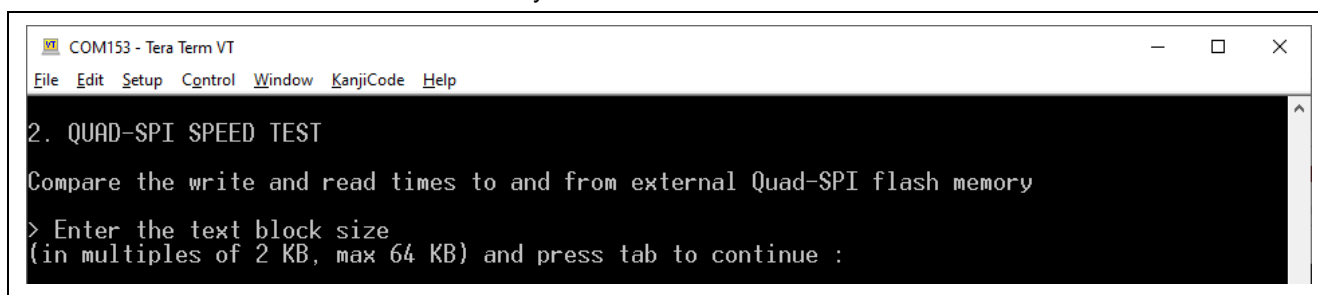 COM153 - Tera Term VT
File Edit Setup Control Window KanjiCode Help
2. QUAD-SPI SPEED TEST
Compare the write and read times to and from external Quad-SPI flash memory
> Enter the text block size
(in multiples of 2 KB, max 64 KB) and press tab to continue :